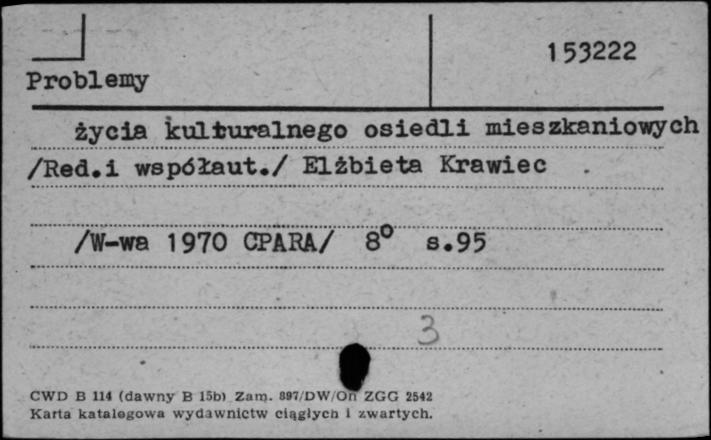 153222
Problemy
życia kulturalnego osiedli mieszkaniowych
/Red.i współaut./ Elżbieta Krawiec
/W-wa 1970 CPARA/ 8° s.95
3
CWD B 114 (dawny B 15b) Zam. 897/DW/On ZGG 2542
Karta katalogowa wydawnictw ciągłych i zwartych.